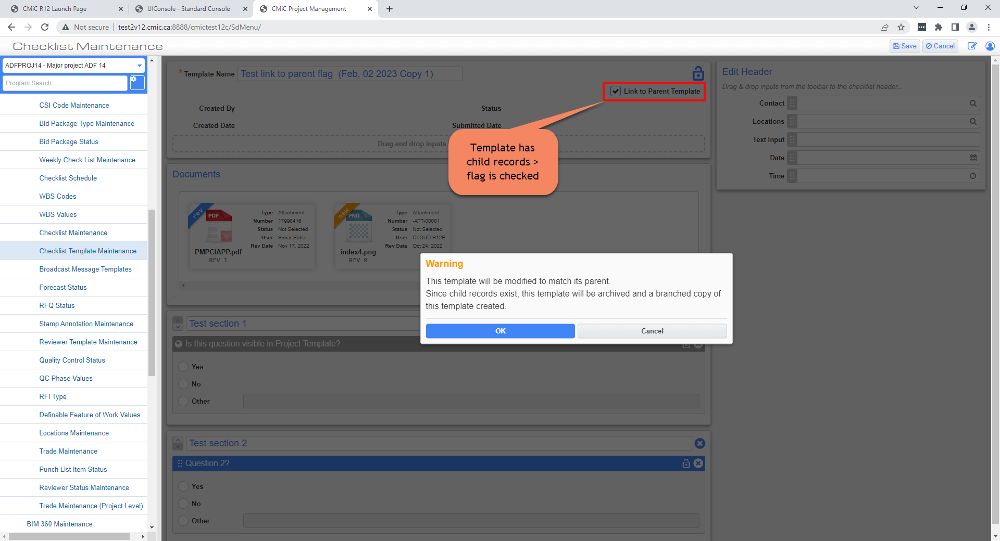 CMiC R12 Launch Page
UIConsole - Standard Console
CMiC Project Management
Not secure
test2v12.cmic.ca:8888/cmictest12c/SdMenu/
Checklist Maintenance
Save
Cancel
ADFPROJ14 - Major project ADF 14
Program Search...
CSI Code Maintenance
Bid Package Type Maintenance
Bid Package Status
Weekly Check List Maintenance
Checklist Schedule
WBS Codes
WBS Values
Checklist Maintenance
Checklist Template Maintenance
Broadcast Message Templates
Forecast Status
RFQ Status
Stamp Annotation Maintenance
Reviewer Template Maintenance
Quality Control Status
QC Phase Values
RFI Type
Definable Feature of Work Values
Locations Maintenance
Trade Maintenance
Punch List Item Status
Reviewer Status Maintenance
Trade Maintenance (Project Level)
BIM 360 Maintenance
*Template Name
Test link to parent flag (Feb, 02 2023 Copy 1)
Link to Parent Template
Created By
Status
Created Date
Submitted Date
Drag and drop inputs
Template has
child records >
flag is checked
Documents
rev
PDF
PMPCIAPP.pdf
REV 1
Type Attachment
Number 17998416
Status Not Selected
User Simar Sohal
Rev Date Nov 17, 2022
new
PNG
index4.png
REV 0
Type Attachment
Number -ATT-00001
Status Not Selected
User CLOUD R12P
Rev Date Oct 24, 2022
Warning
This template will be modified to match its parent.
Since child records exist, this template will be archived and a branched copy of
this template created.
OK
Cancel
Test section 1
Is this question visible in Project Template?
Yes
No
Other
Test section 2
Question 2?
Yes
No
Other
Edit Header
Drag & drop inputs from the toolbar to the checklist header...
Contact
Locations
Text Input
Date
Time